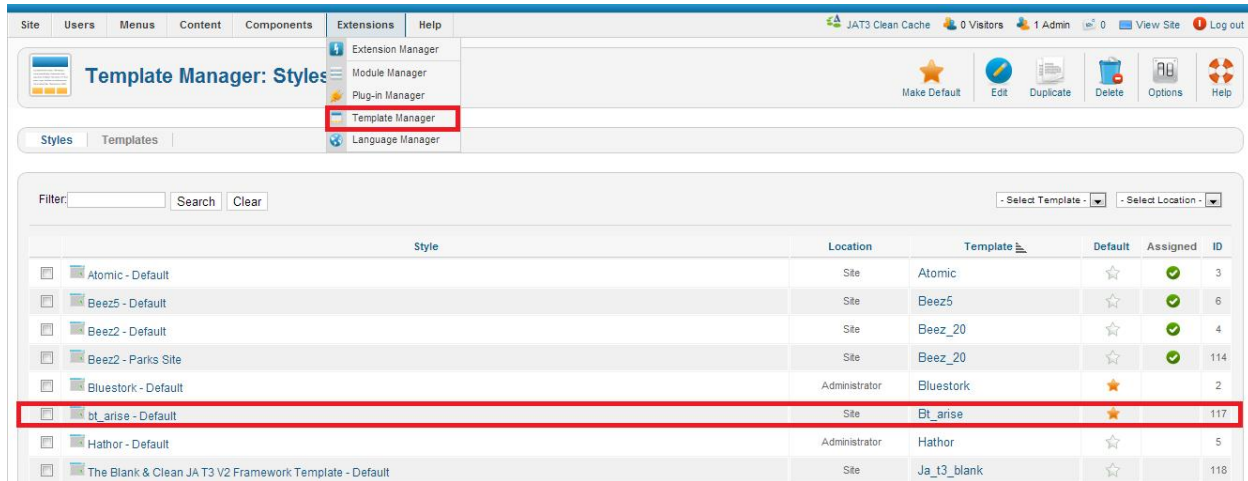 Site Users Menus Content Components Extensions Help JAT3 Clean Cache 0 Visitors 1 Admin 0 View Site Log out
Extension Manager
Template Manager: Styles
Module Manager
Plug-in Manager
Template Manager
Language Manager
Make Default Edit Duplicate Delete Options Help
Styles Templates
Filter: Search Clear - Select Template - - Select Location -
Style Location Template Default Assigned ID
Atomic - Default Site Atomic 3
Beez5 - Default Site Beez5 6
Beez2 - Default Site Beez_20 4
Beez2 - Parks Site Site Beez_20 114
Bluestork - Default Administrator Bluestork 2
bt_arise - Default Site Bt_arise 117
Hathor - Default Administrator Hathor 5
The Blank & Clean JA T3 V2 Framework Template - Default Site Ja_t3_blank 118